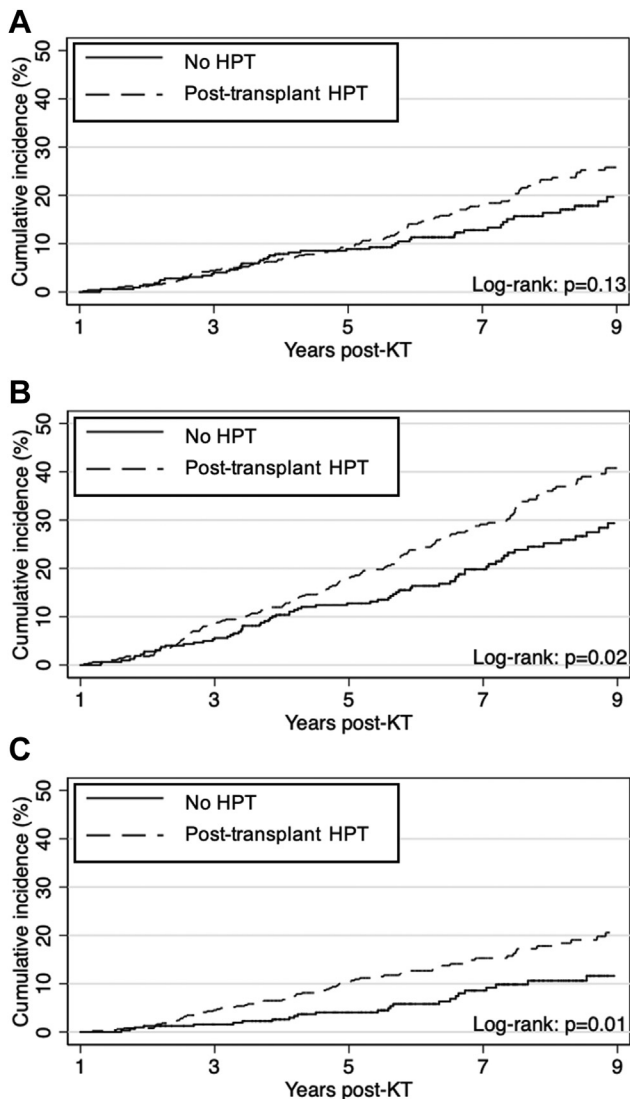 A
No HPT
Post-transplant HPT
Cumulative incidence (%)
50
40
30
20
10
0
Log-rank: p=0.13
1 3 5 7 9
Years post-KT
B
No HPT
Post-transplant HPT
Cumulative incidence (%)
50
40
30
20
10
0
Log-rank: p=0.02
1 3 5 7 9
Years post-KT
C
No HPT
Post-transplant HPT
Cumulative incidence (%)
50
40
30
20
10
0
Log-rank: p=0.01
1 3 5 7 9
Years post-KT